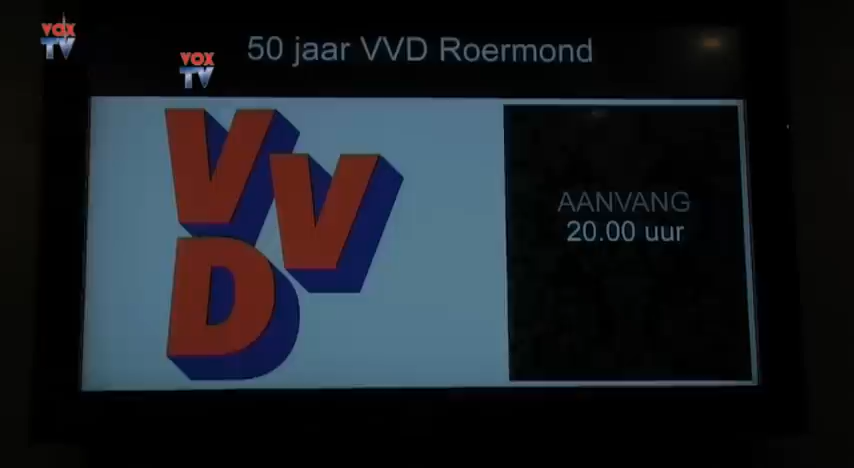 VOX
TV
VOX
TV
50 jaar VVD Roermond
VVD
AANVANG
20.00 uur